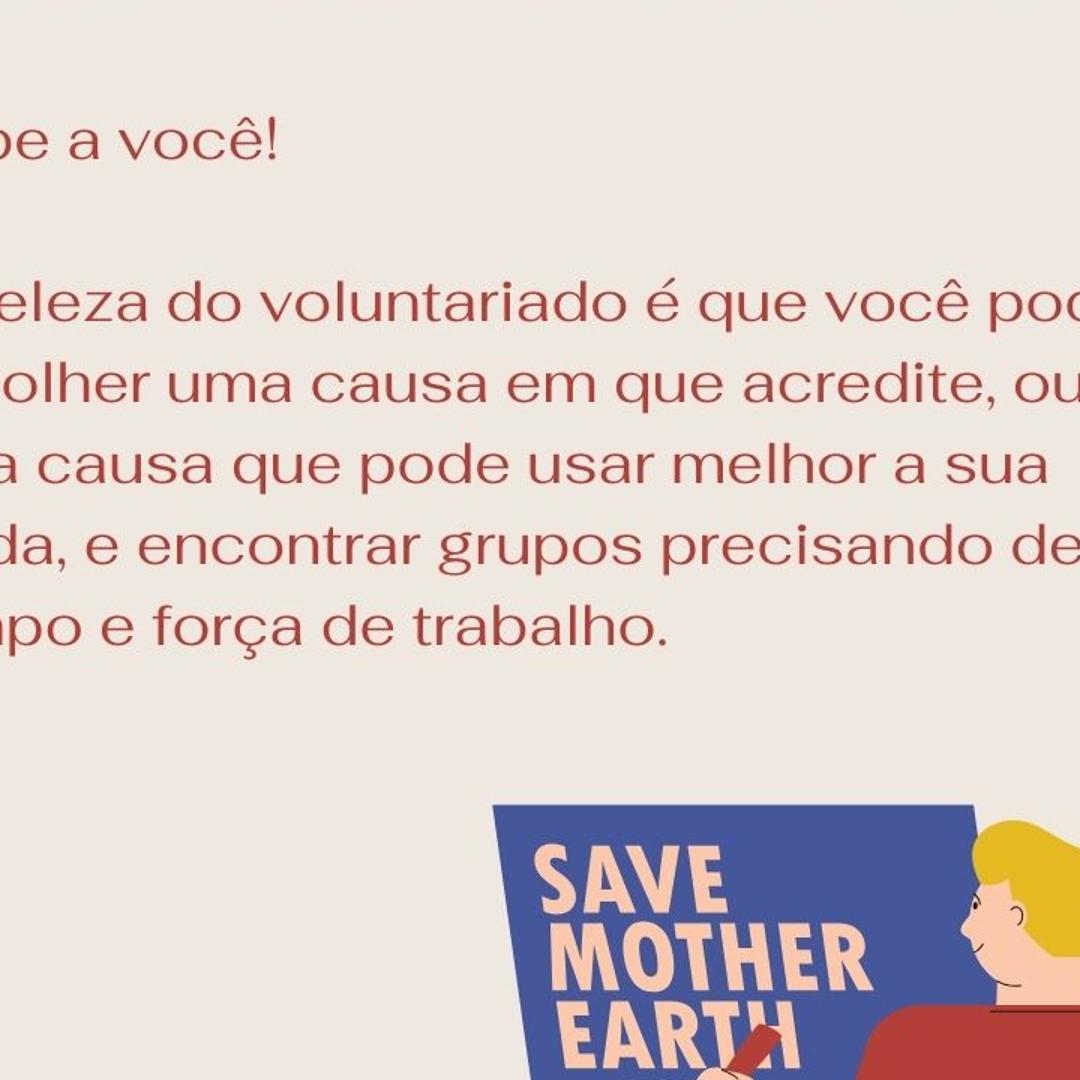 be a você!
eleza do voluntariado é que você pod
olher uma causa em que acredite, ou
a causa que pode usar melhor a sua
da, e encontrar grupos precisando de
mpo e força de trabalho.
SAVE
MOTHER
EARTH